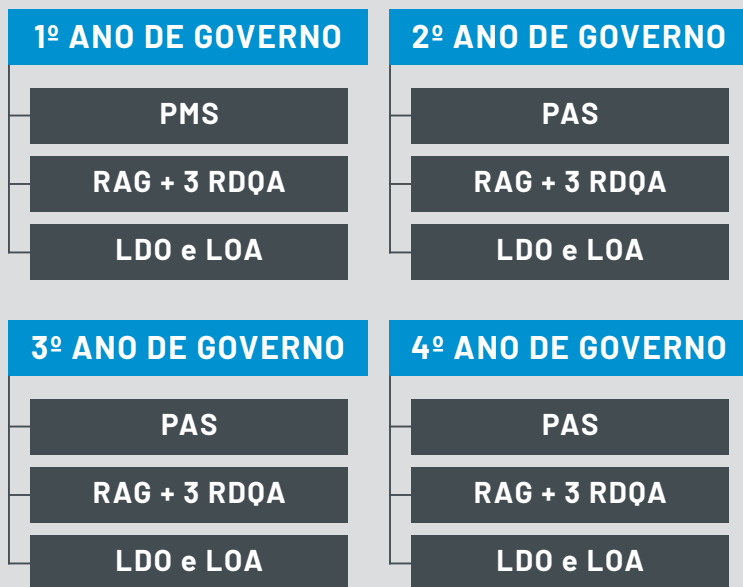 1º ANO DE GOVERNO
PMS
RAG + 3 RDQA
LDO e LOA
2º ANO DE GOVERNO
PAS
RAG + 3 RDQA
LDO e LOA
3º ANO DE GOVERNO
PAS
RAG + 3 RDQA
LDO e LOA
4º ANO DE GOVERNO
PAS
RAG + 3 RDQA
LDO e LOA